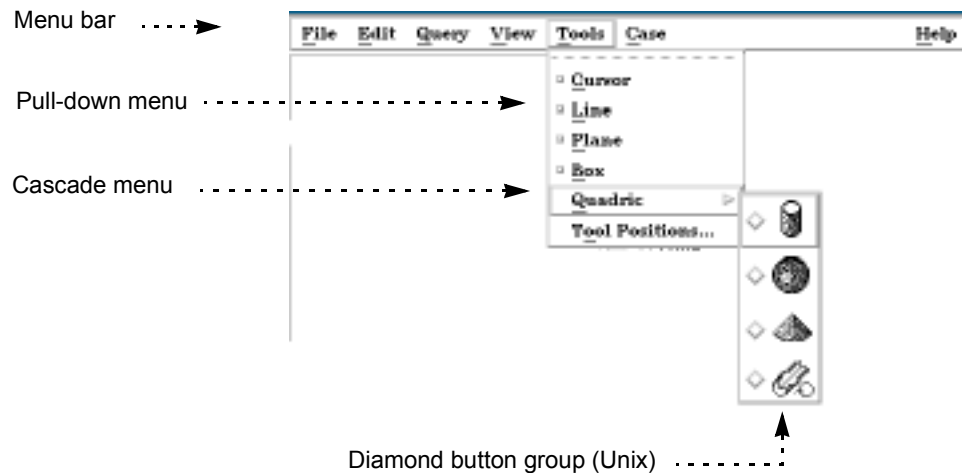 Menu bar
File Edit Query View Tools Case Help
Pull-down menu
Cursor
Line
Plane
Box
Cascade menu
Quadric
Tool Positions...
Diamond button group (Unix)